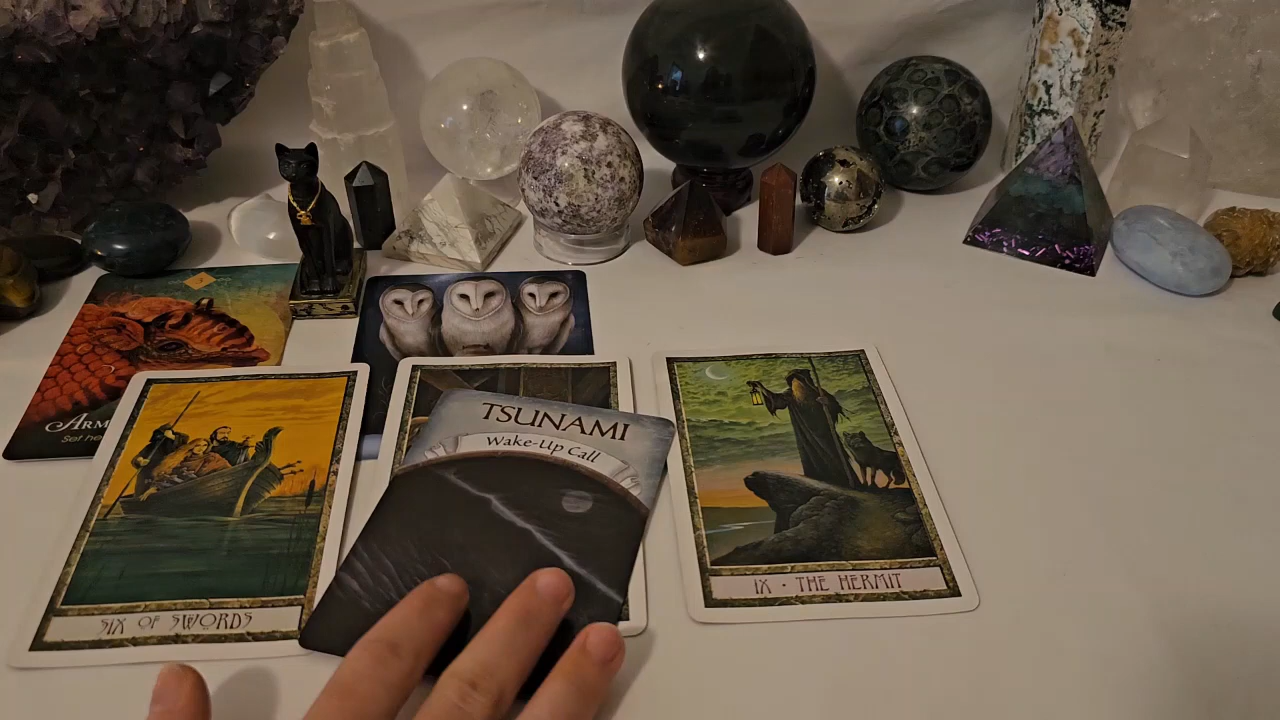 TSUNAMI
Wake-Up Call
SIX OF SWORDS
IX · THE HERMIT